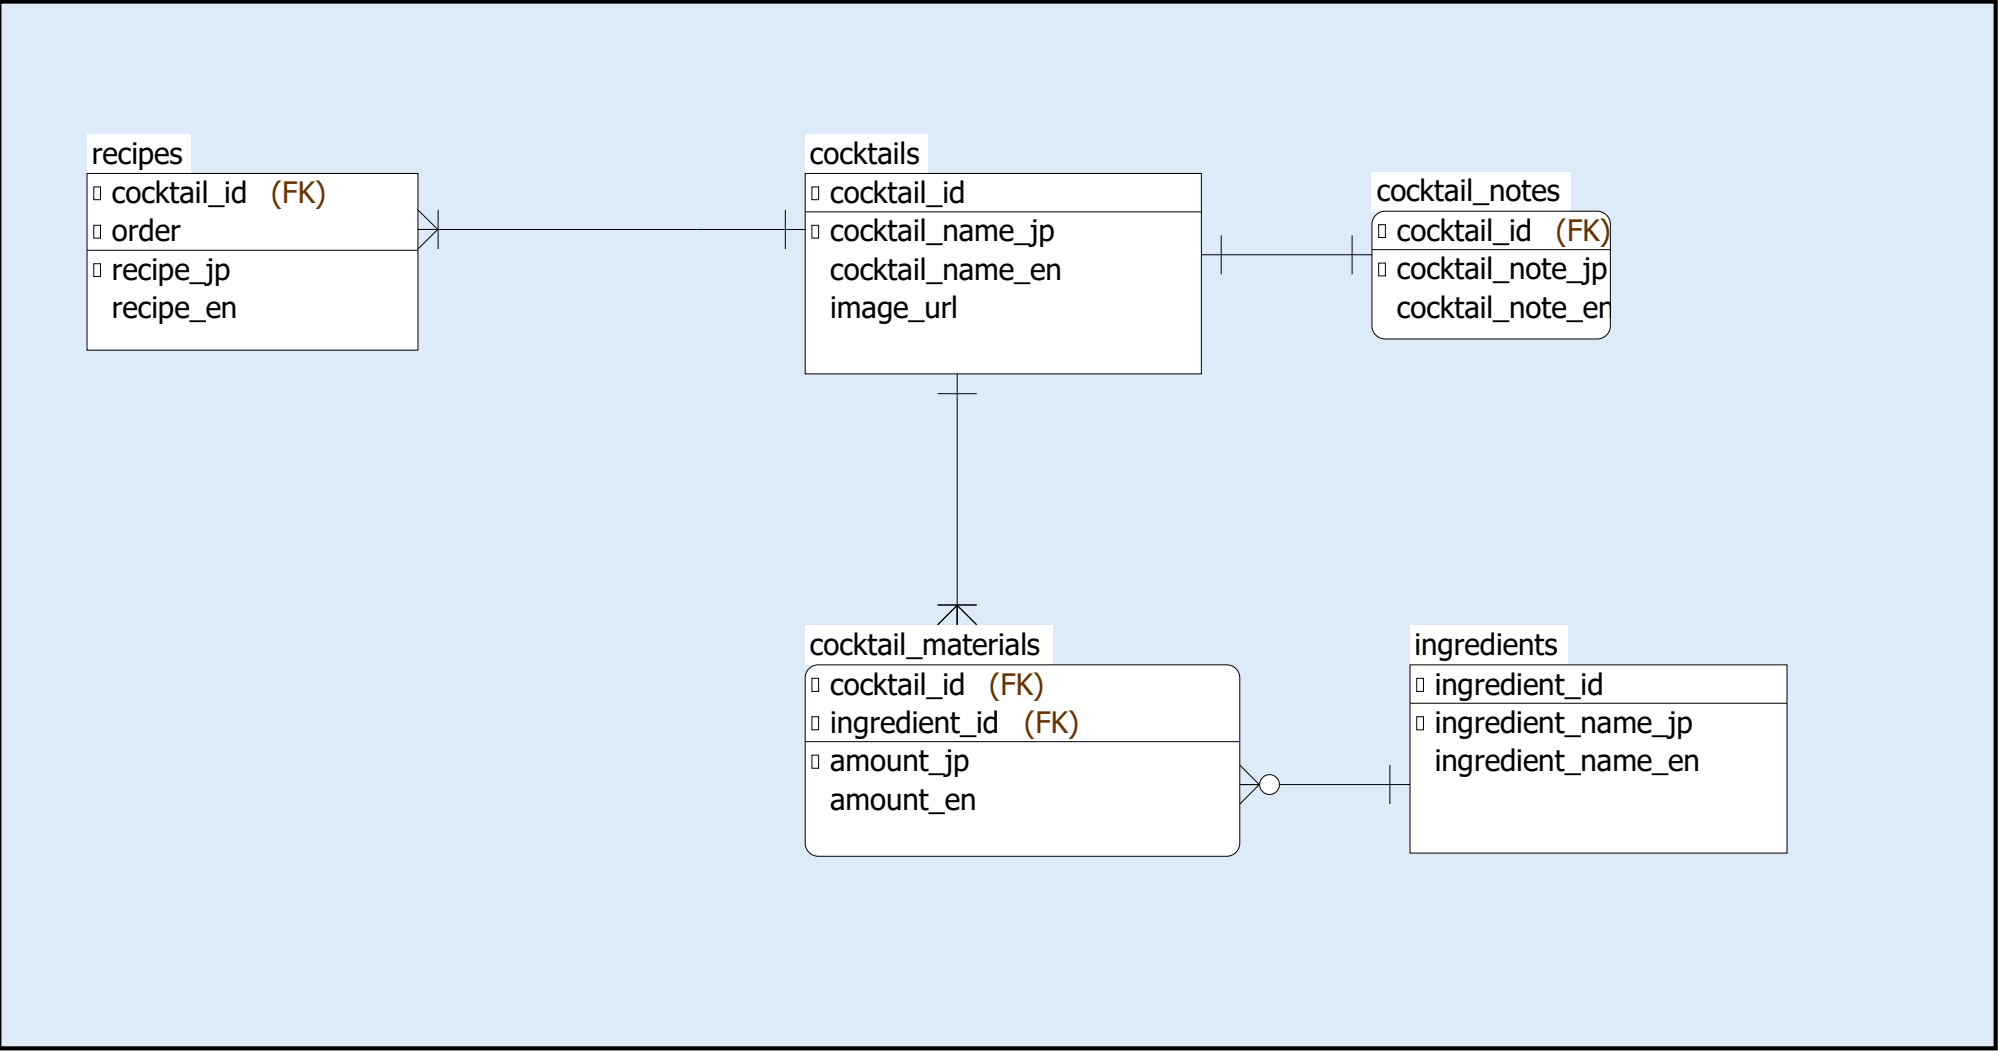 recipes
cocktail_id (FK)
order
recipe_jp
recipe_en
cocktails
cocktail_id
cocktail_name_jp
cocktail_name_en
image_url
cocktail_notes
cocktail_id (FK)
cocktail_note_jp
cocktail_note_en
cocktail_materials
cocktail_id (FK)
ingredient_id (FK)
amount_jp
amount_en
ingredients
ingredient_id
ingredient_name_jp
ingredient_name_en